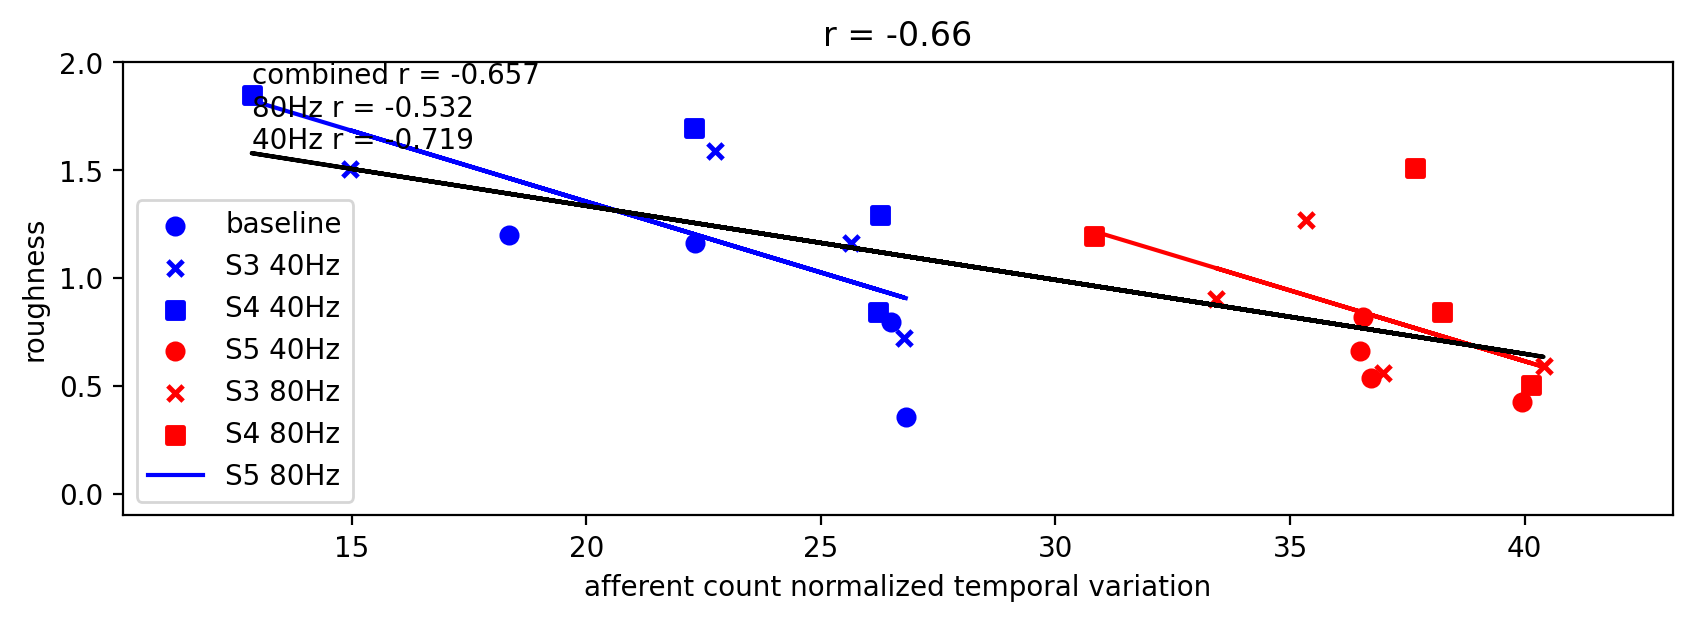 r = -0.66
combined r = -0.657
80Hz r = -0.532
40Hz r = -0.719
2.0
1.5
1.0
0.5
0.0
roughness
baseline
S3 40Hz
S4 40Hz
S5 40Hz
S3 80Hz
S4 80Hz
S5 80Hz
15 20 25 30 35 40
afferent count normalized temporal variation